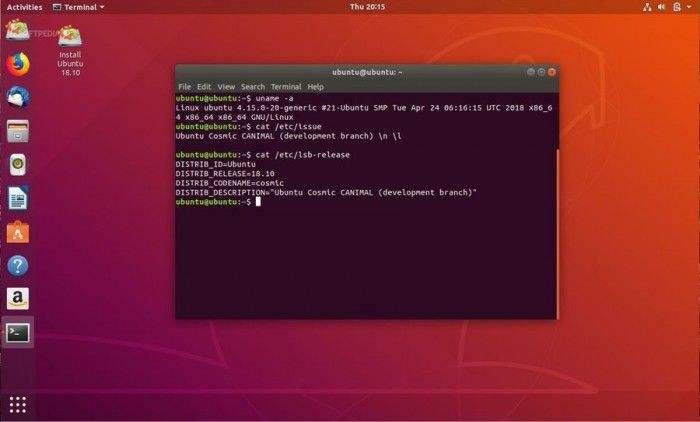 Activities
Terminal
Thu 20:15
Install
Ubuntu
18.10
ubuntu@ubuntu: ~
File Edit View Search Terminal Help
ubuntu@ubuntu:~$ uname -a
Linux ubuntu 4.15.0-20-generic #21-Ubuntu SMP Tue Apr 24 06:16:15 UTC 2018 x86_6
4 x86_64 x86_64 GNU/Linux
ubuntu@ubuntu:~$ cat /etc/issue
Ubuntu Cosmic CANIMAL (development branch) \n \l
ubuntu@ubuntu:~$ cat /etc/lsb-release
DISTRIB_ID=Ubuntu
DISTRIB_RELEASE=18.10
DISTRIB_CODENAME=cosmic
DISTRIB_DESCRIPTION="Ubuntu Cosmic CANIMAL (development branch)"
ubuntu@ubuntu:~$